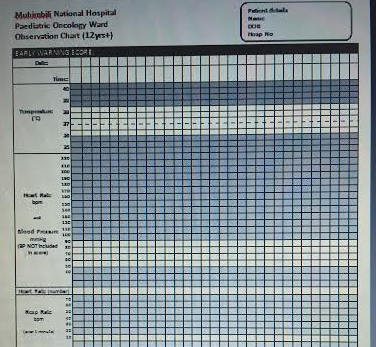 Muhimbili National Hospital
Paediatric Oncology Ward
Observation Chart (12yrs+)
Patient details
Name
DOB
Hosp No
EARLY WARNING SCORE:
Date:
Time:
40
39
38
Temperature
(°C)
37
36
35
Heart Rate
bpm
and
Blood Pressure
mmHg
(BP NOT included
in score)
Heart Rate (number)
Resp Rate
bpm
(over 1 minute)